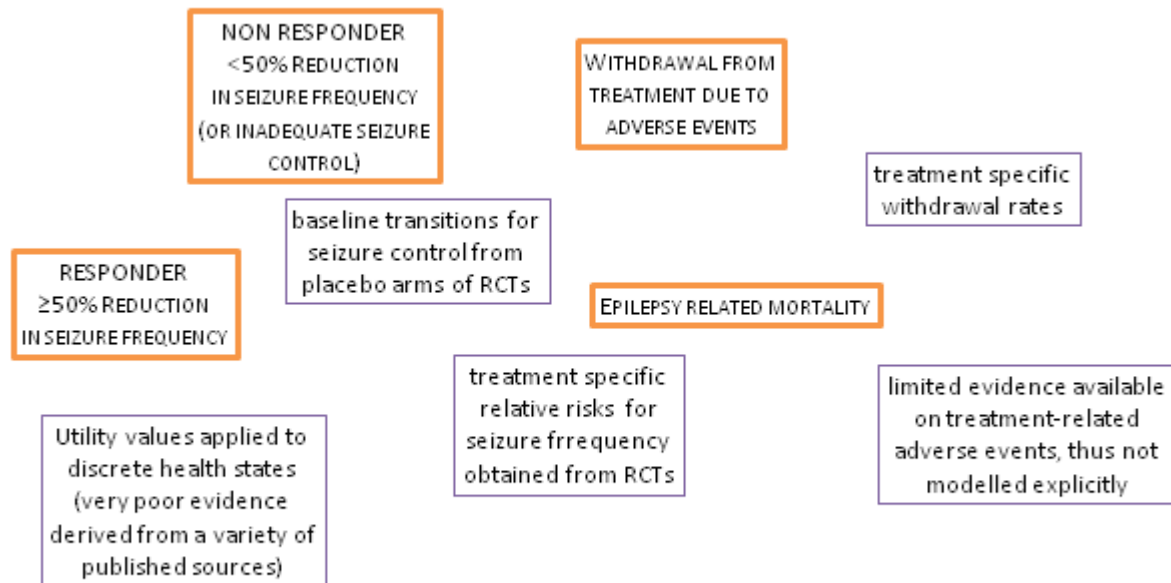 NON RESPONDER
<50% REDUCTION
IN SEIZURE FREQUENCY
(OR INADEQUATE SEIZURE
CONTROL)
WITHDRAWAL FROM
TREATMENT DUE TO
ADVERSE EVENTS
treatment specific
withdrawal rates
baseline transitions for
seizure control from
placebo arms of RCTs
RESPONDER
≥50% REDUCTION
IN SEIZURE FREQUENCY
EPILEPSY RELATED MORTALITY
treatment specific
relative risks for
seizure frrequency
obtained from RCTs
limited evidence available
on treatment-related
adverse events, thus not
modelled explicitly
Utility values applied to
discrete health states
(very poor evidence
derived from a variety of
published sources)